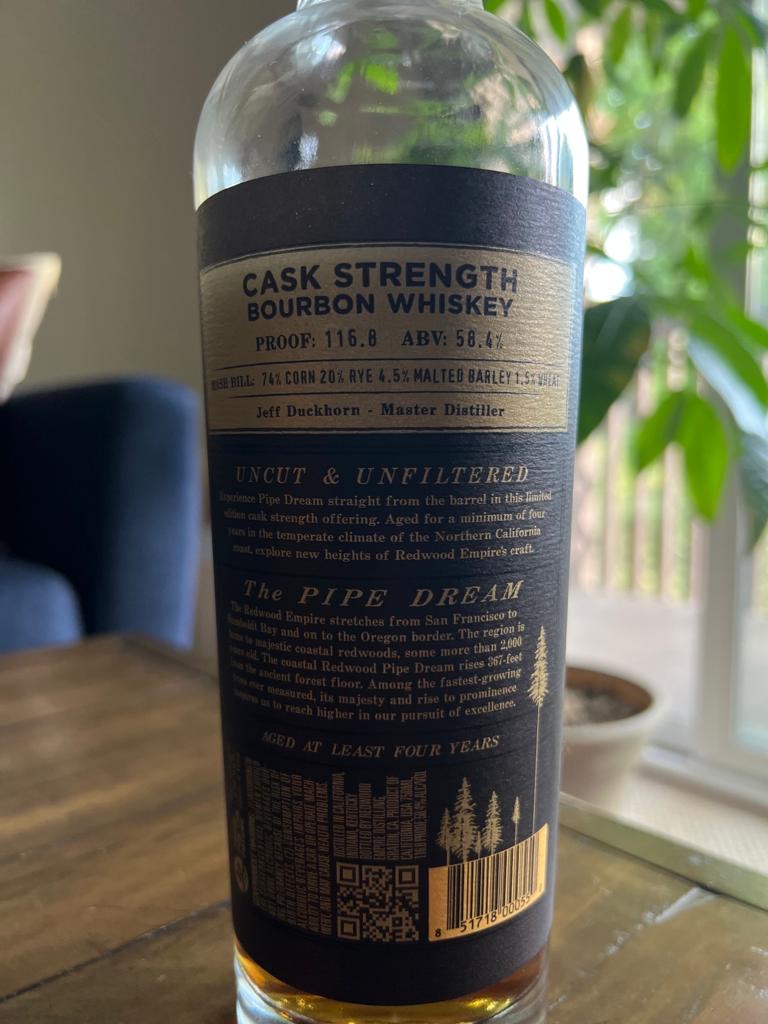 CASK STRENGTH
BOURBON WHISKEY
PROOF: 116.8 ABV: 58.4%
MASH BILL: 74% CORN 20% RYE 4.5% MALTED BARLEY 1.5% WHEAT
Jeff Duckhorn - Master Distiller
UNCUT & UNFILTERED
Experience Pipe Dream straight from the barrel in this limited
edition cask strength offering. Aged for a minimum of four
years in the temperate climate of the Northern California
coast, explore new heights of Redwood Empire's craft.
The PIPE DREAM
The Redwood Empire stretches from San Francisco to
Humboldt Bay and on to the Oregon border. The region is
home to majestic coastal redwoods, some more than 2,000
years old. The coastal Redwood Pipe Dream rises 367-feet
from the ancient forest floor. Among the fastest-growing
trees ever measured, its majesty and rise to prominence
inspires us to reach higher in our pursuit of excellence.
AGED AT LEAST FOUR YEARS
8 51718 00055